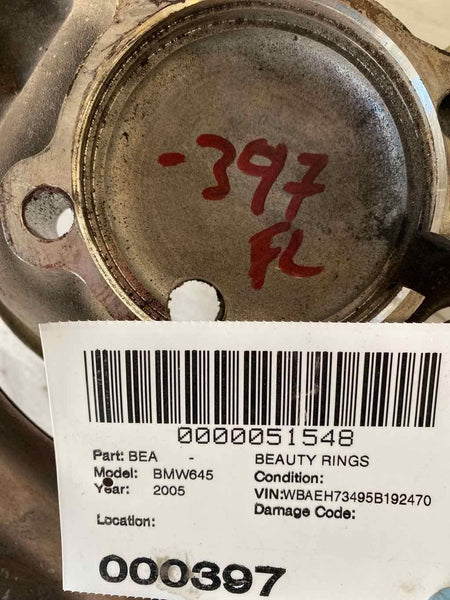 -397
FL
0000051548
Part: BEA - BEAUTY RINGS
Model: BMW645 Condition:
Year: 2005 VIN:WBAEH73495B192470
Damage Code:
Location:
000397